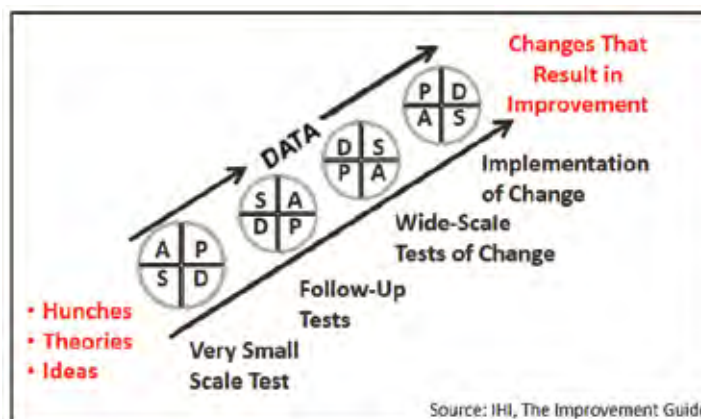 Changes That
Result in
Improvement
DATA
P D
A S
D S
P A
S A
D P
A P
S D
Implementation
of Change
Wide-Scale
Tests of Change
Follow-Up
Tests
Very Small
Scale Test
• Hunches
• Theories
• Ideas
Source: IHI, The Improvement Guide